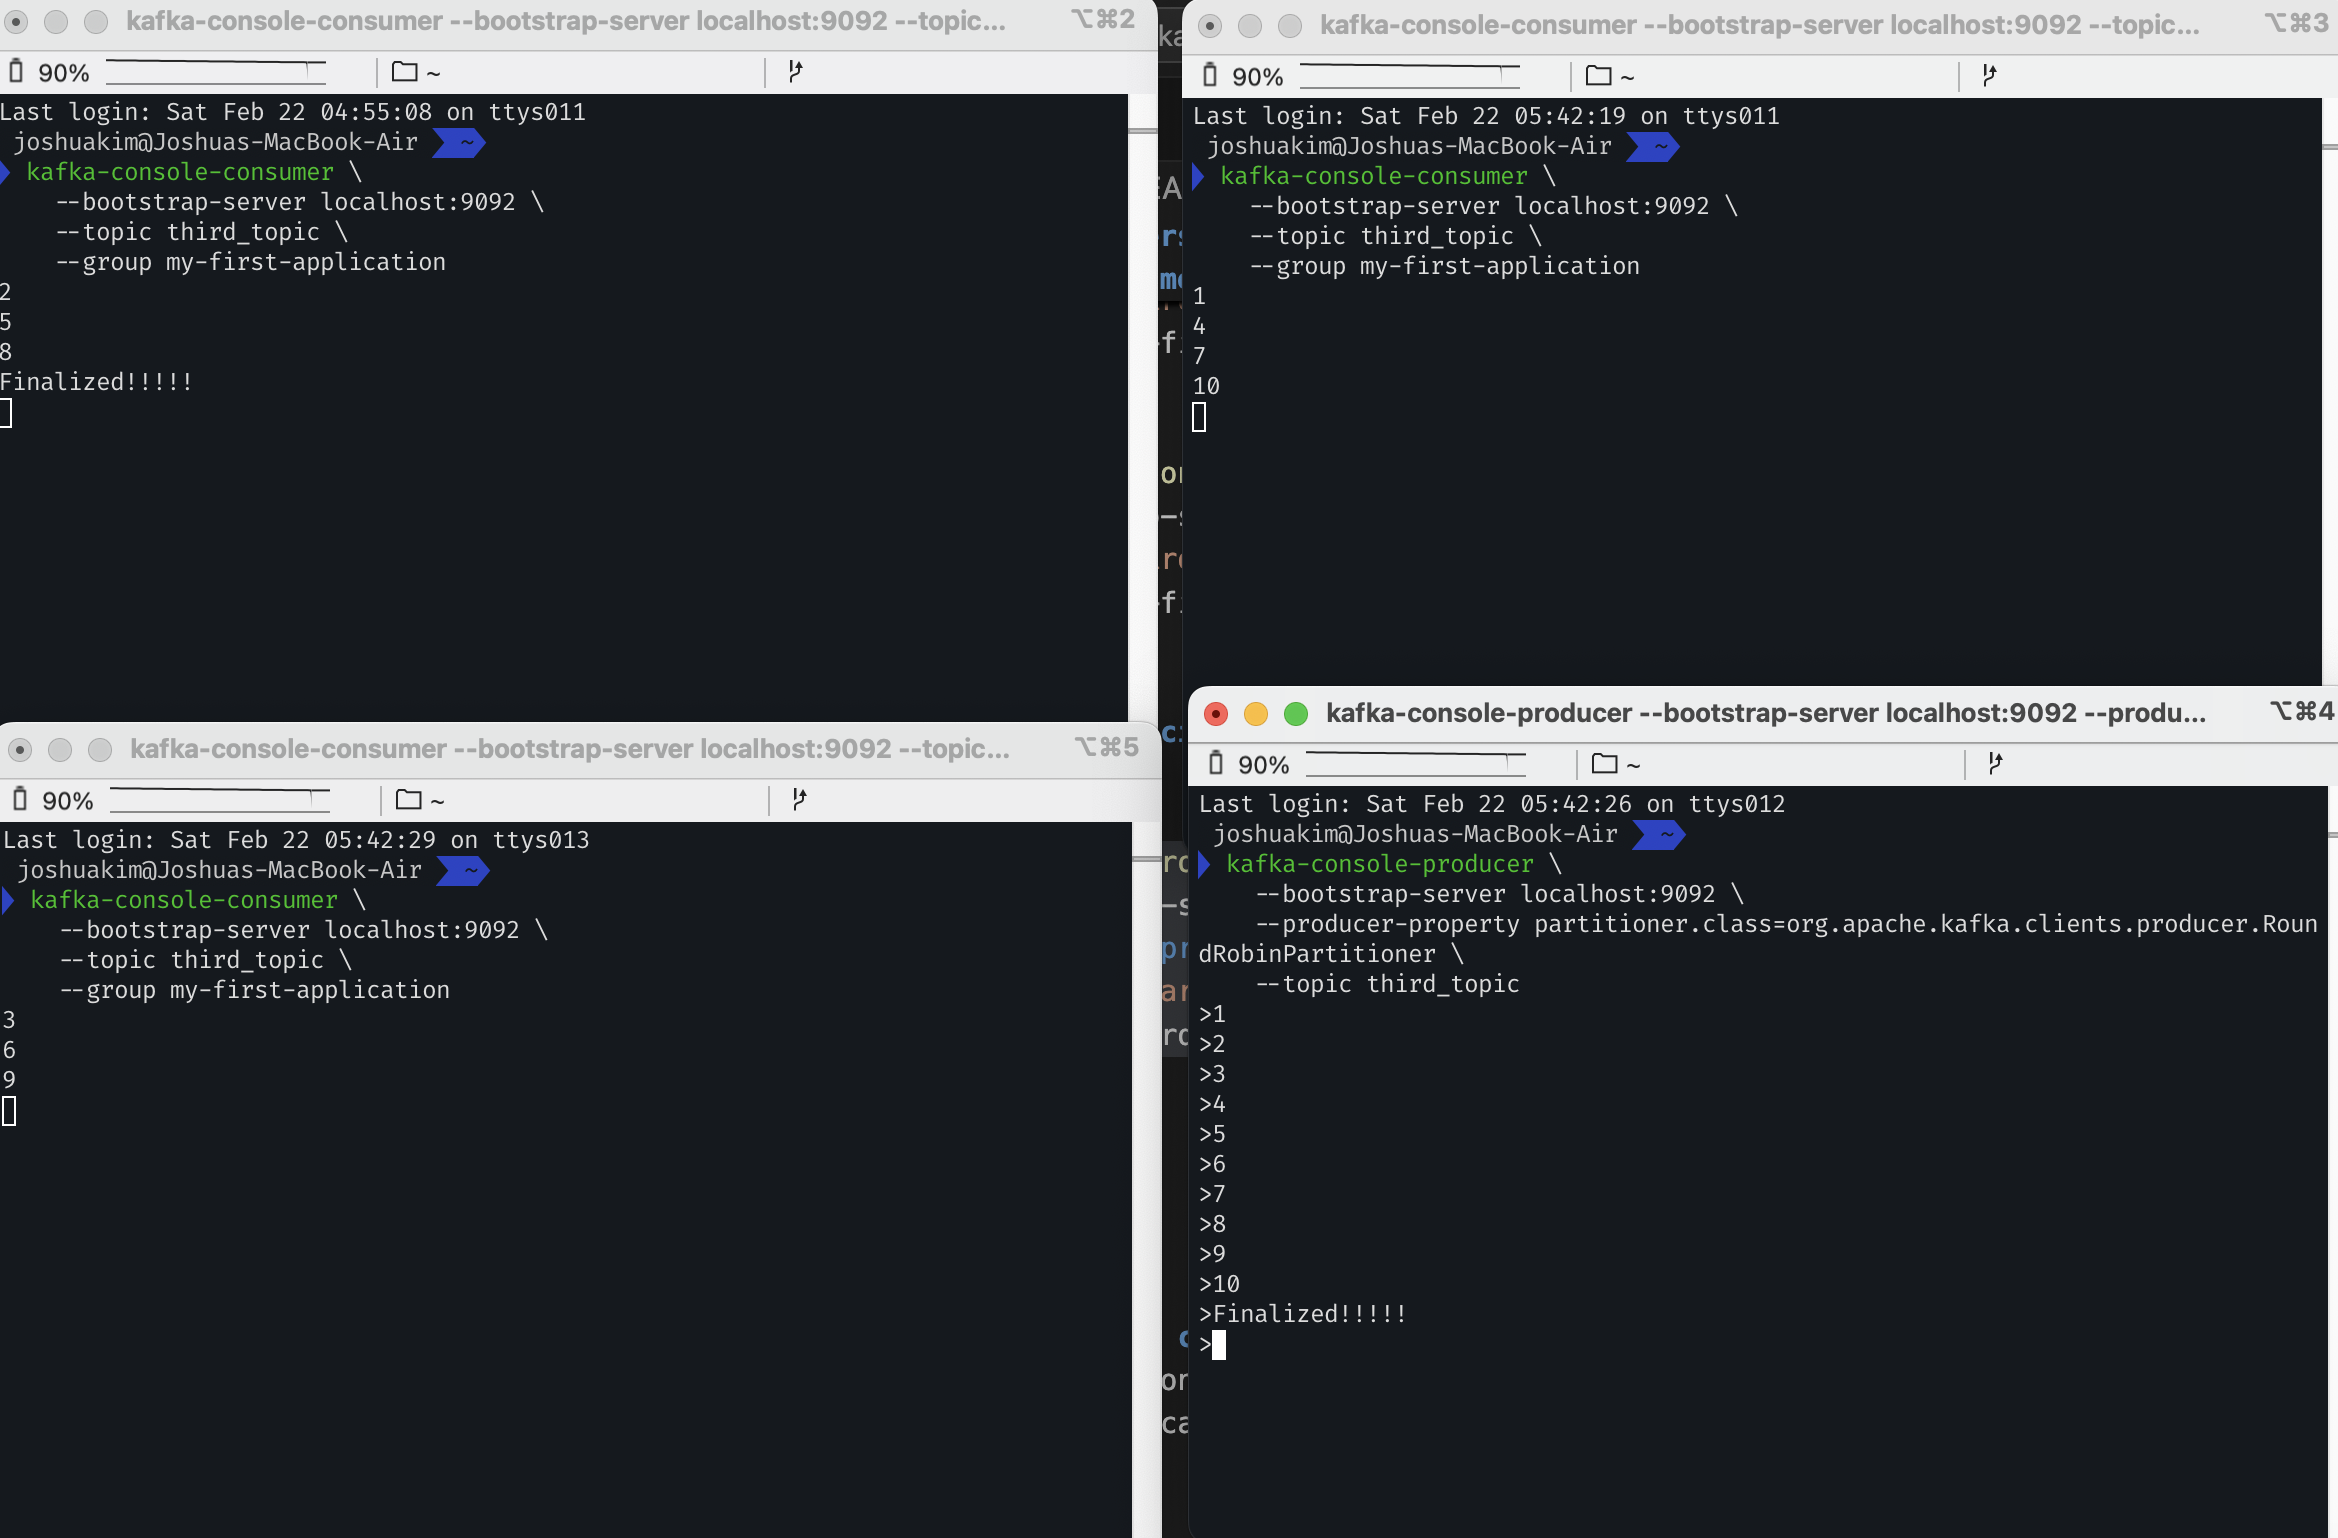 kafka-console-consumer --bootstrap-server localhost:9092 --topic... ⌥⌘2
90% ~
Last login: Sat Feb 22 04:55:08 on ttys011
joshuakim@Joshuas-MacBook-Air ~
kafka-console-consumer \
--bootstrap-server localhost:9092 \
--topic third_topic \
--group my-first-application
2
5
8
Finalized!!!!!
kafka-console-consumer --bootstrap-server localhost:9092 --topic... ⌥⌘3
90% ~
Last login: Sat Feb 22 05:42:19 on ttys011
joshuakim@Joshuas-MacBook-Air ~
kafka-console-consumer \
--bootstrap-server localhost:9092 \
--topic third_topic \
--group my-first-application
1
4
7
10
kafka-console-consumer --bootstrap-server localhost:9092 --topic... ⌥⌘5
90% ~
Last login: Sat Feb 22 05:42:29 on ttys013
joshuakim@Joshuas-MacBook-Air ~
kafka-console-consumer \
--bootstrap-server localhost:9092 \
--topic third_topic \
--group my-first-application
3
6
9
kafka-console-producer --bootstrap-server localhost:9092 --produ... ⌥⌘4
90% ~
Last login: Sat Feb 22 05:42:26 on ttys012
joshuakim@Joshuas-MacBook-Air ~
kafka-console-producer \
--bootstrap-server localhost:9092 \
--producer-property partitioner.class=org.apache.kafka.clients.producer.Roun
dRobinPartitioner \
--topic third_topic
>1
>2
>3
>4
>5
>6
>7
>8
>9
>10
>Finalized!!!!!
>